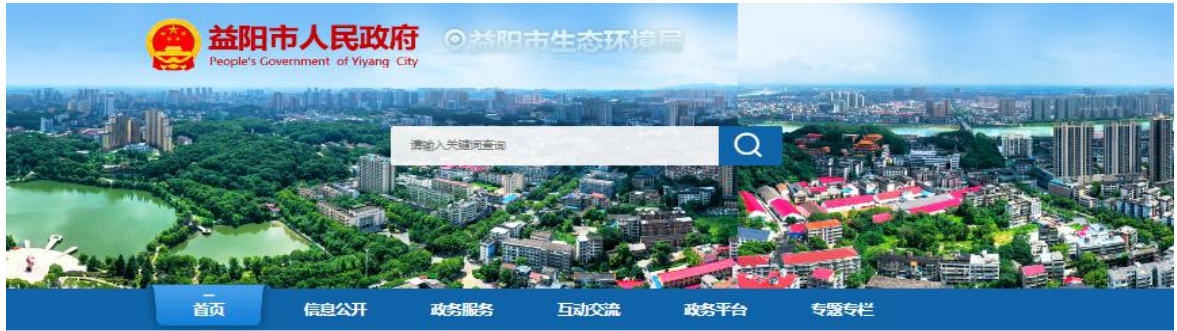 益阳市人民政府
People's Government of Yiyang City
益阳市生态环境局
请输入关键词查询
首页 信息公开 政务服务 互动交流 政务平台 专题专栏